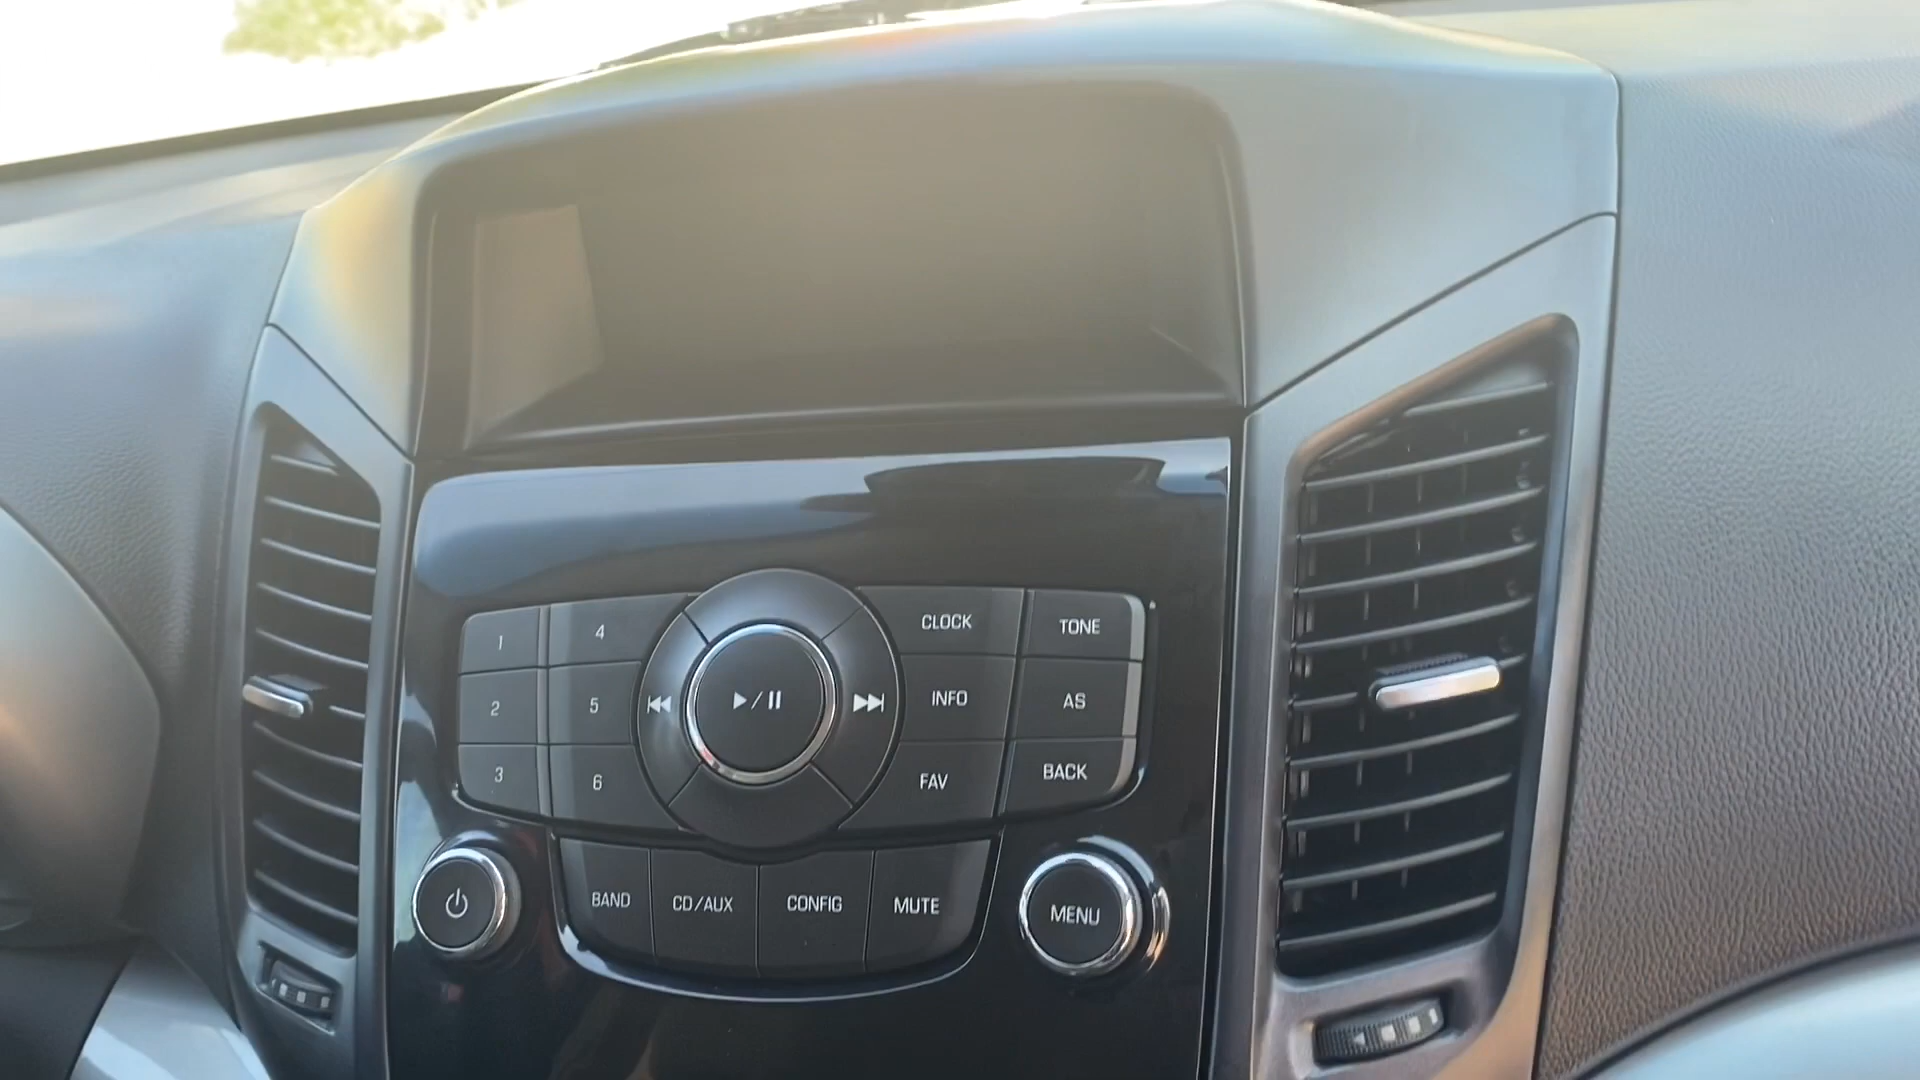 1
4
CLOCK
TONE
2
5
INFO
AS
3
6
FAV
BACK
BAND
CD/AUX
CONFIG
MUTE
MENU